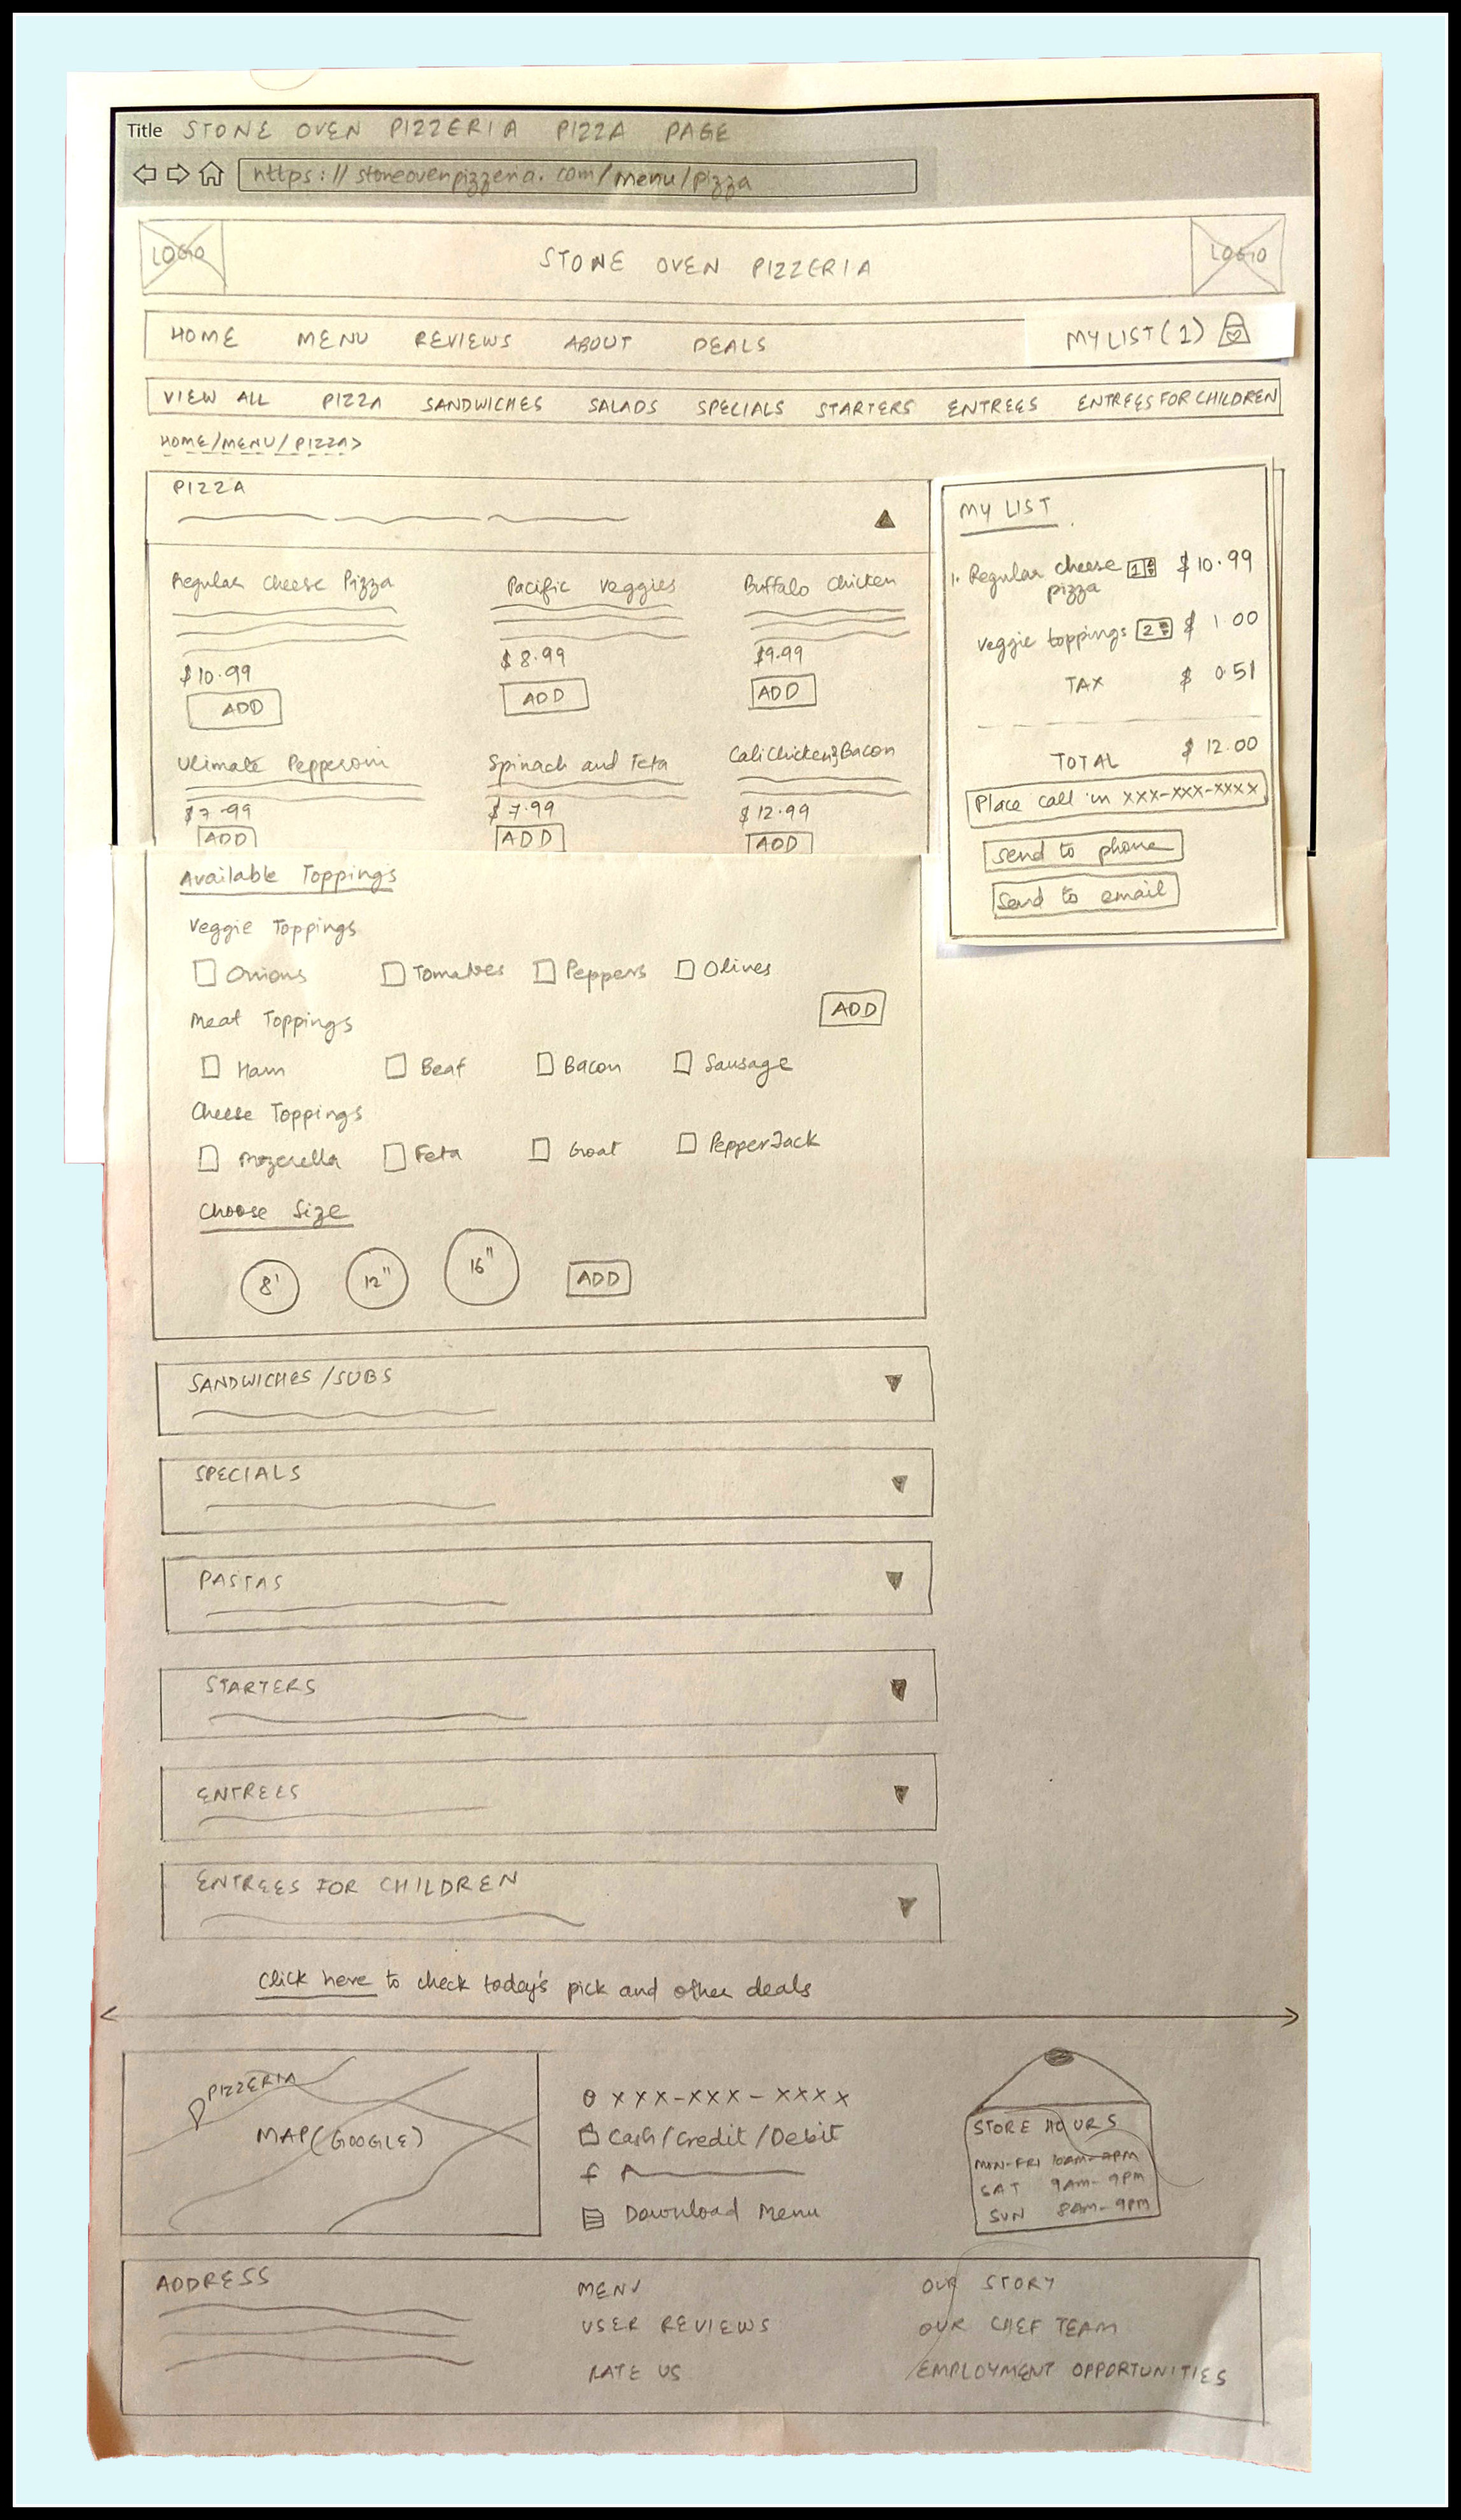 Title STONE OVEN PIZZERIA PIZZA PAGE
https://stoneovenpizzeria.com/menu/pizza
LOGO STONE OVEN PIZZERIA LOGO
HOME MENU REVIEWS ABOUT DEALS MY LIST (1)
VIEW ALL PIZZA SANDWICHES SALADS SPECIALS STARTERS ENTREES ENTREES FOR CHILDREN
HOME/MENU/PIZZA>
PIZZA
Regular Cheese Pizza Pacific Veggies Buffalo Chicken
$10.99 $8.99 $9.99
ADD ADD ADD
Ulimate Pepperoni Spinach and Feta Cali Chicken & Bacon
$7.99 $7.99 $12.99
ADD ADD ADD
MY LIST
1. Regular cheese 1 $10.99
pizza
Veggie toppings 2 $ 1 00
TAX $ 0.51
TOTAL $ 12.00
Place call in xxx-xxx-xxxx
Send to phone
Send to email
Available Toppings
Veggie Toppings
Onions Tomatoes Peppers Olives
ADD
Meat Toppings
Ham Beaf Bacon Sausage
Cheese Toppings
Mozerella Feta Goat PepperJack
Choose Size
8' 12" 16" ADD
SANDWICHES/SUBS
SPECIALS
PASTAS
STARTERS
ENTREES
ENTREES FOR CHILDREN
Click here to check today's pick and other deals
PIZZERIA
MAP (GOOGLE)
xxx-xxx-xxxx
Cash/Credit/Debit
f
Download Menu
STORE HOURS
MON-FRI 10AM-9PM
SAT 9AM-9PM
SUN 8AM-9PM
ADDRESS
MENU
USER REVIEWS
RATE US
OUR STORY
OUR CHEF TEAM
EMPLOYMENT OPPORTUNITIES